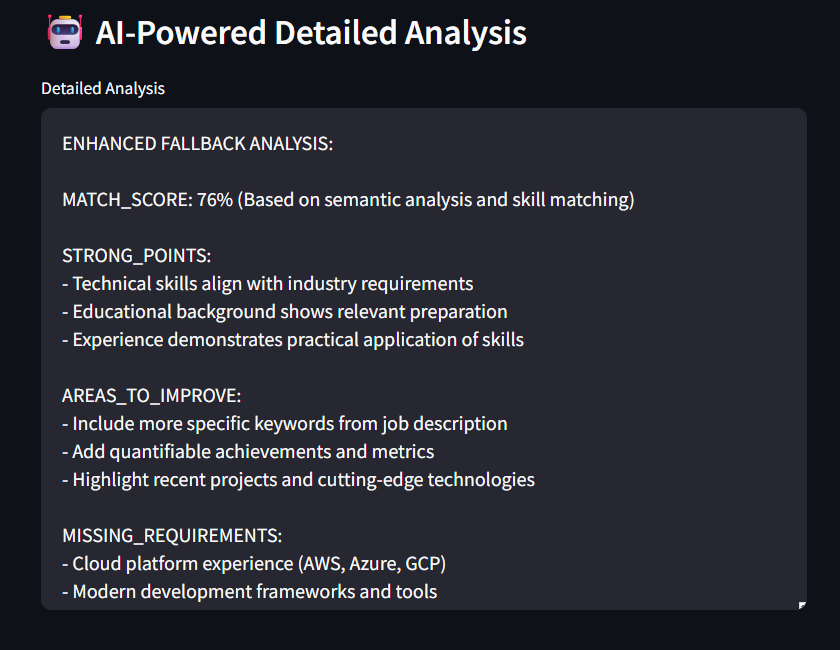 AI-Powered Detailed Analysis
Detailed Analysis
ENHANCED FALLBACK ANALYSIS:
MATCH_SCORE: 76% (Based on semantic analysis and skill matching)
STRONG_POINTS:
- Technical skills align with industry requirements
- Educational background shows relevant preparation
- Experience demonstrates practical application of skills
AREAS_TO_IMPROVE:
- Include more specific keywords from job description
- Add quantifiable achievements and metrics
- Highlight recent projects and cutting-edge technologies
MISSING_REQUIREMENTS:
- Cloud platform experience (AWS, Azure, GCP)
- Modern development frameworks and tools